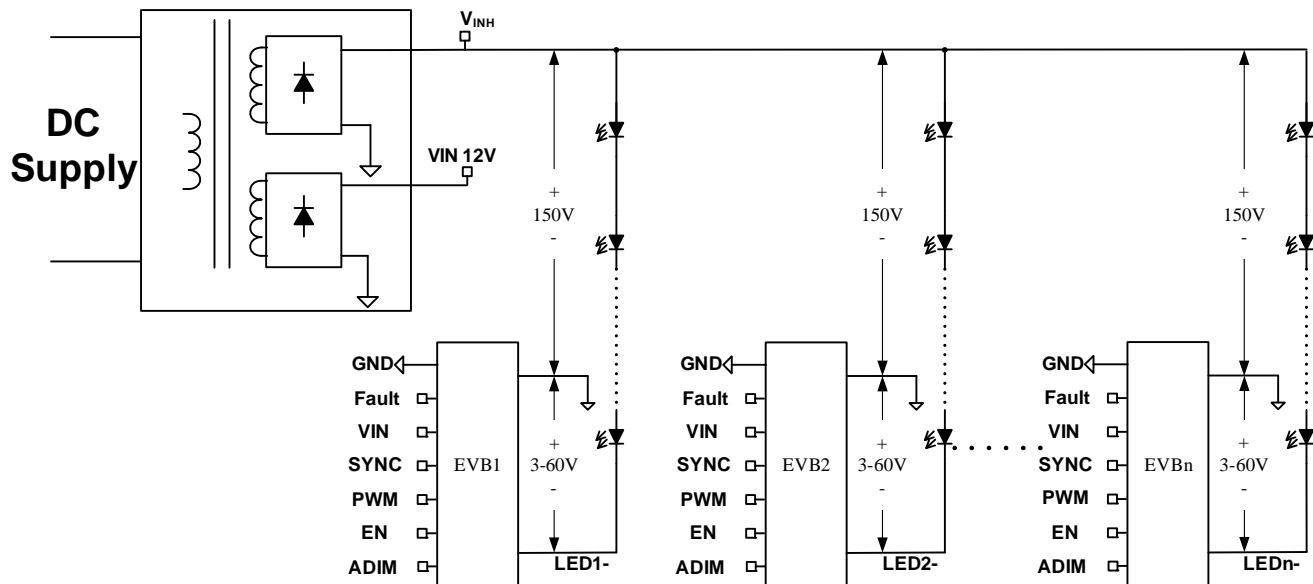 DC
Supply
VINH
VIN 12V
+
150V
-
+
150V
-
+
150V
-
GND
Fault
VIN
SYNC
PWM
EN
ADIM
EVB1
+
3-60V
-
LED1-
GND
Fault
VIN
SYNC
PWM
EN
ADIM
EVB2
+
3-60V
-
LED2-
GND
Fault
VIN
SYNC
PWM
EN
ADIM
EVBn
+
3-60V
-
LEDn-